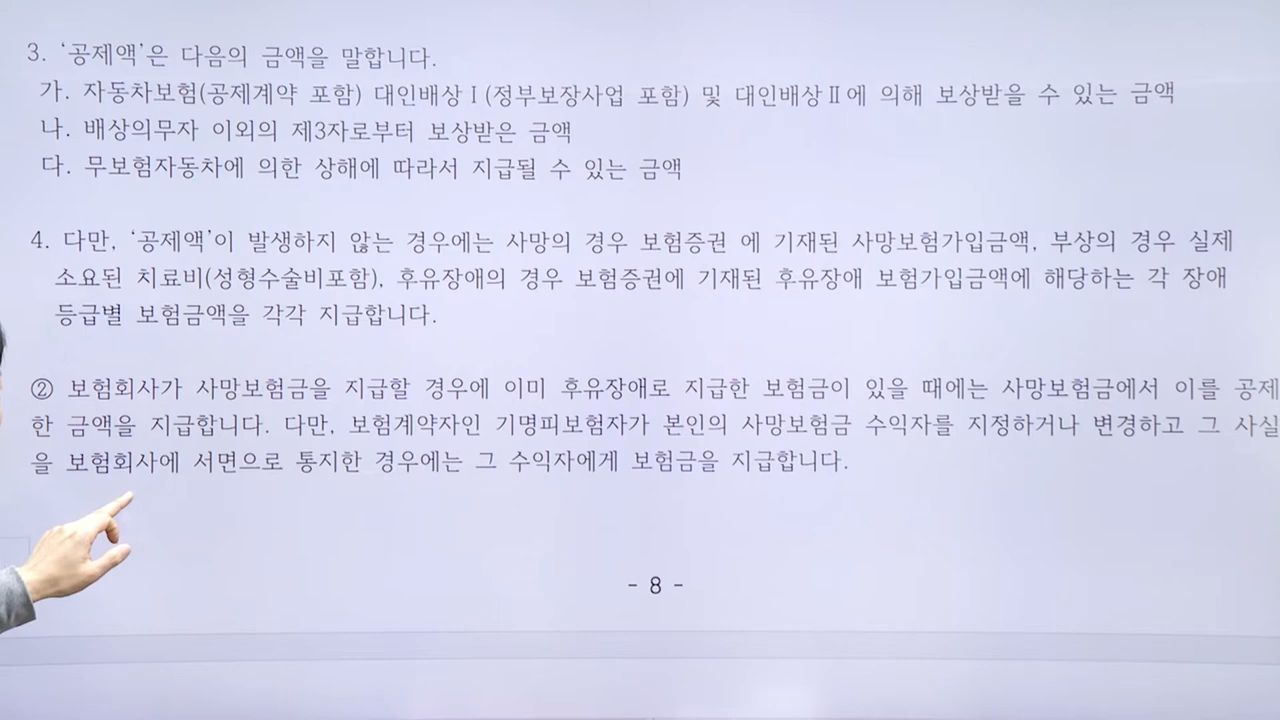 3. ‘공제액’은 다음의 금액을 말합니다.
가. 자동차보험(공제계약 포함) 대인배상Ⅰ(정부보장사업 포함) 및 대인배상Ⅱ에 의해 보상받을 수 있는 금액
나. 배상의무자 이외의 제3자로부터 보상받은 금액
다. 무보험자동차에 의한 상해에 따라서 지급될 수 있는 금액
4. 다만, ‘공제액’이 발생하지 않는 경우에는 사망의 경우 보험증권 에 기재된 사망보험가입금액, 부상의 경우 실제
소요된 치료비(성형수술비포함), 후유장애의 경우 보험증권에 기재된 후유장애 보험가입금액에 해당하는 각 장애
등급별 보험금액을 각각 지급합니다.
② 보험회사가 사망보험금을 지급할 경우에 이미 후유장애로 지급한 보험금이 있을 때에는 사망보험금에서 이를 공제
한 금액을 지급합니다. 다만, 보험계약자인 기명피보험자가 본인의 사망보험금 수익자를 지정하거나 변경하고 그 사실
을 보험회사에 서면으로 통지한 경우에는 그 수익자에게 보험금을 지급합니다.
- 8 -